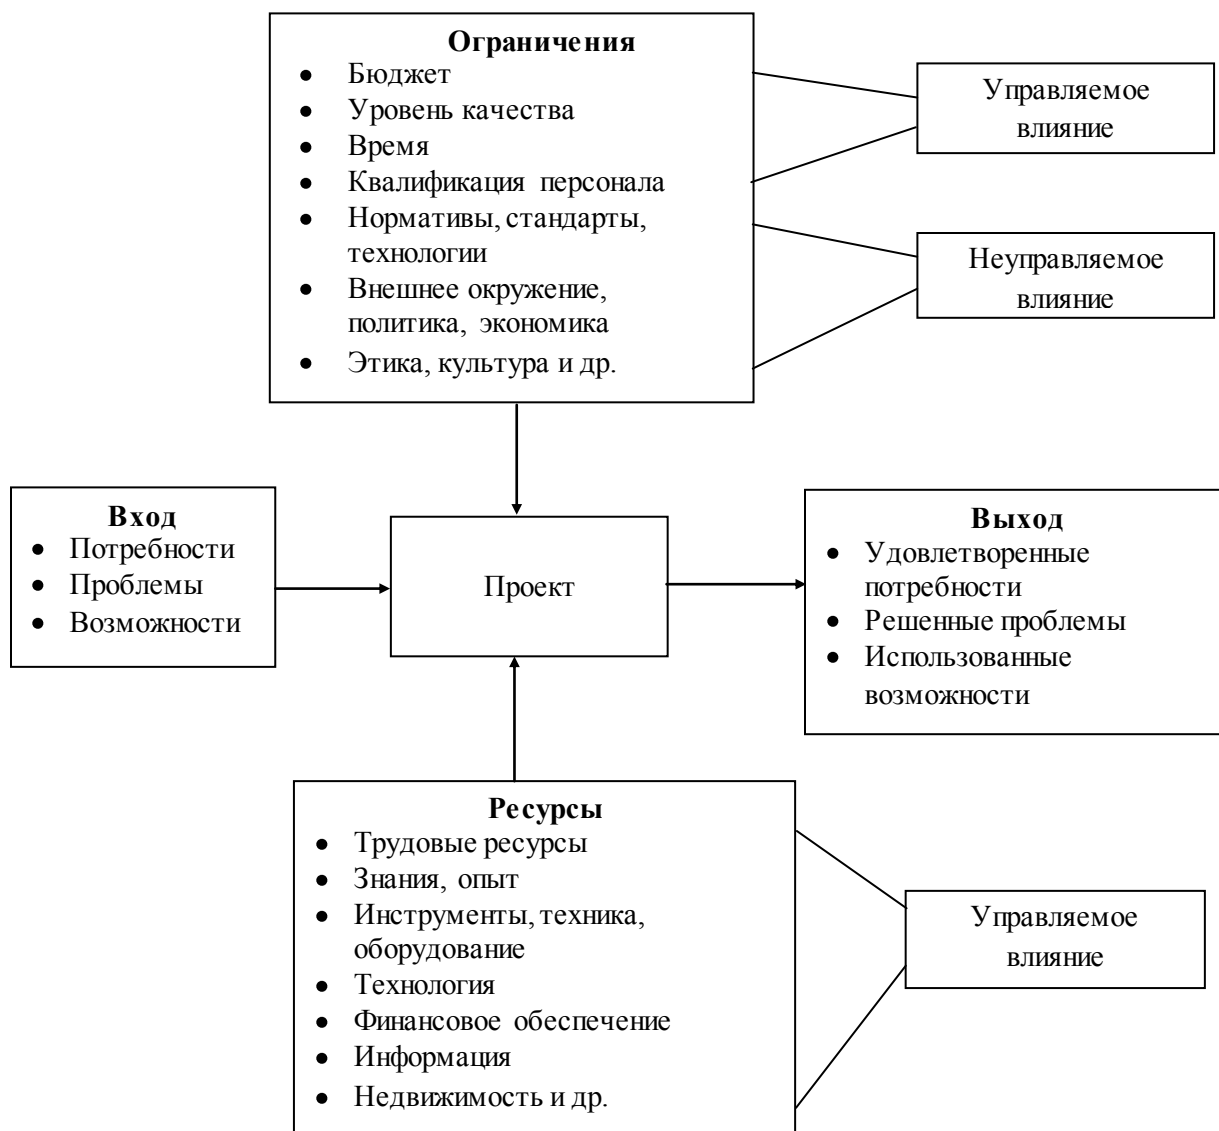 Ограничения
• Бюджет
• Уровень качества
• Время
• Квалификация персонала
• Нормативы, стандарты,
технологии
• Внешнее окружение,
политика, экономика
• Этика, культура и др.
Управляемое
влияние
Неуправляемое
влияние
Вход
• Потребности
• Проблемы
• Возможности
Проект
Выход
• Удовлетворенные
потребности
• Решенные проблемы
• Использованные
возможности
Ресурсы
• Трудовые ресурсы
• Знания, опыт
• Инструменты, техника,
оборудование
• Технология
• Финансовое обеспечение
• Информация
• Недвижимость и др.
Управляемое
влияние